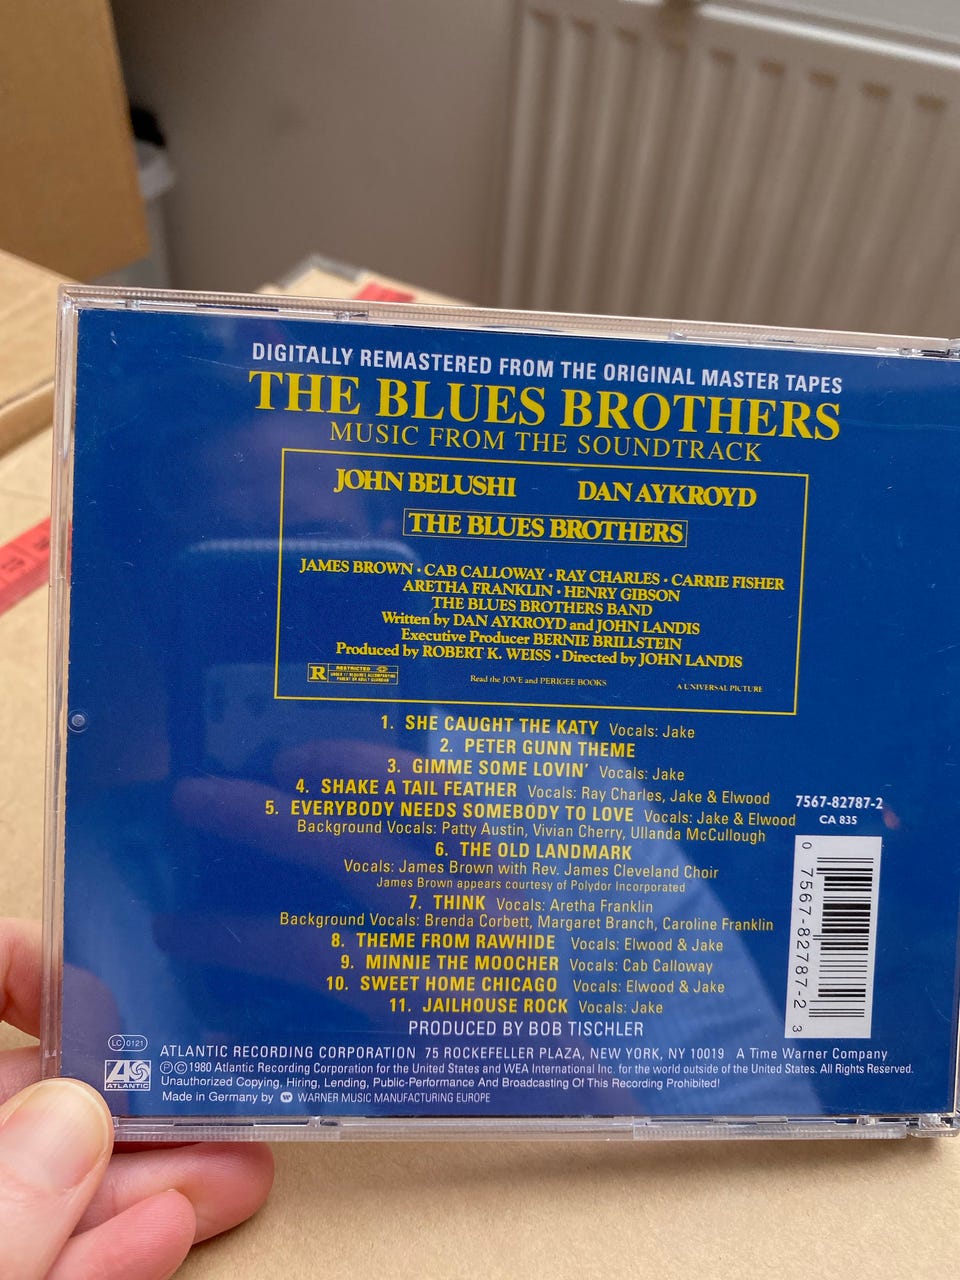 DIGITALLY REMASTERED FROM THE ORIGINAL MASTER TAPES
THE BLUES BROTHERS
MUSIC FROM THE SOUNDTRACK
JOHN BELUSHI DAN AYKROYD
THE BLUES BROTHERS
JAMES BROWN · CAB CALLOWAY · RAY CHARLES · CARRIE FISHER
ARETHA FRANKLIN · HENRY GIBSON
THE BLUES BROTHERS BAND
Written by DAN AYKROYD and JOHN LANDIS
Executive Producer BERNIE BRILLSTEIN
Produced by ROBERT K. WEISS · Directed by JOHN LANDIS
R RESTRICTED
UNDER 17 REQUIRES ACCOMPANYING
PARENT OR ADULT GUARDIAN
Read the JOVE and PERIGEE BOOKS
A UNIVERSAL PICTURE
1. SHE CAUGHT THE KATY Vocals: Jake
2. PETER GUNN THEME
3. GIMME SOME LOVIN' Vocals: Jake
4. SHAKE A TAIL FEATHER Vocals: Ray Charles, Jake & Elwood
5. EVERYBODY NEEDS SOMEBODY TO LOVE Vocals: Jake & Elwood
Background Vocals: Patty Austin, Vivian Cherry, Ullanda McCullough
6. THE OLD LANDMARK
Vocals: James Brown with Rev. James Cleveland Choir
James Brown appears courtesy of Polydor Incorporated
7. THINK Vocals: Aretha Franklin
Background Vocals: Brenda Corbett, Margaret Branch, Caroline Franklin
8. THEME FROM RAWHIDE Vocals: Elwood & Jake
9. MINNIE THE MOOCHER Vocals: Cab Calloway
10. SWEET HOME CHICAGO Vocals: Elwood & Jake
11. JAILHOUSE ROCK Vocals: Jake
PRODUCED BY BOB TISCHLER
7567-82787-2
CA 835
0 7567-82787-2 3
LC 0121
ATLANTIC
ATLANTIC RECORDING CORPORATION 75 ROCKEFELLER PLAZA, NEW YORK, NY 10019 A Time Warner Company
ⓅⒸ1980 Atlantic Recording Corporation for the United States and WEA International Inc. for the world outside of the United States. All Rights Reserved.
Unauthorized Copying, Hiring, Lending, Public-Performance And Broadcasting Of This Recording Prohibited!
Made in Germany by WARNER MUSIC MANUFACTURING EUROPE